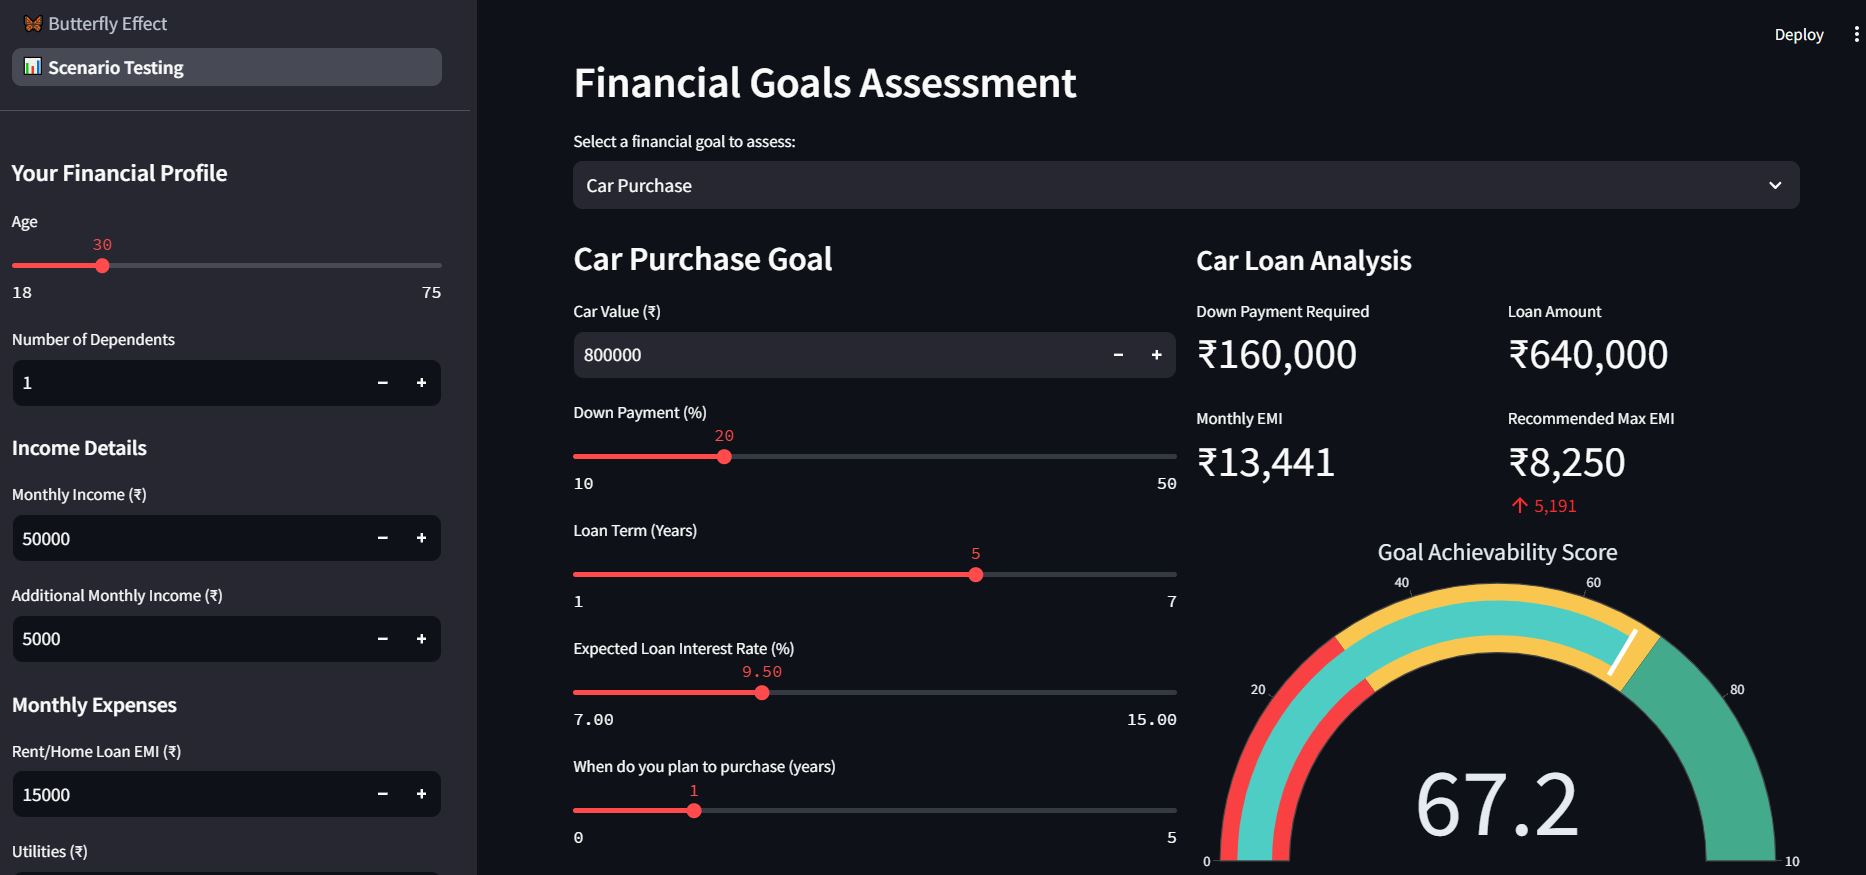 Butterfly Effect
Scenario Testing
Your Financial Profile
Age
30
18 75
Number of Dependents
1 − +
Income Details
Monthly Income (₹)
50000 − +
Additional Monthly Income (₹)
5000 − +
Monthly Expenses
Rent/Home Loan EMI (₹)
15000 − +
Utilities (₹)
Deploy
Financial Goals Assessment
Select a financial goal to assess:
Car Purchase
Car Purchase Goal
Car Value (₹)
800000 − +
Down Payment (%)
20
10 50
Loan Term (Years)
5
1 7
Expected Loan Interest Rate (%)
9.50
7.00 15.00
When do you plan to purchase (years)
1
0 5
Car Loan Analysis
Down Payment Required Loan Amount
₹160,000 ₹640,000
Monthly EMI Recommended Max EMI
₹13,441 ₹8,250
↑ 5,191
Goal Achievability Score
40 60
20 80
67.2
0 10